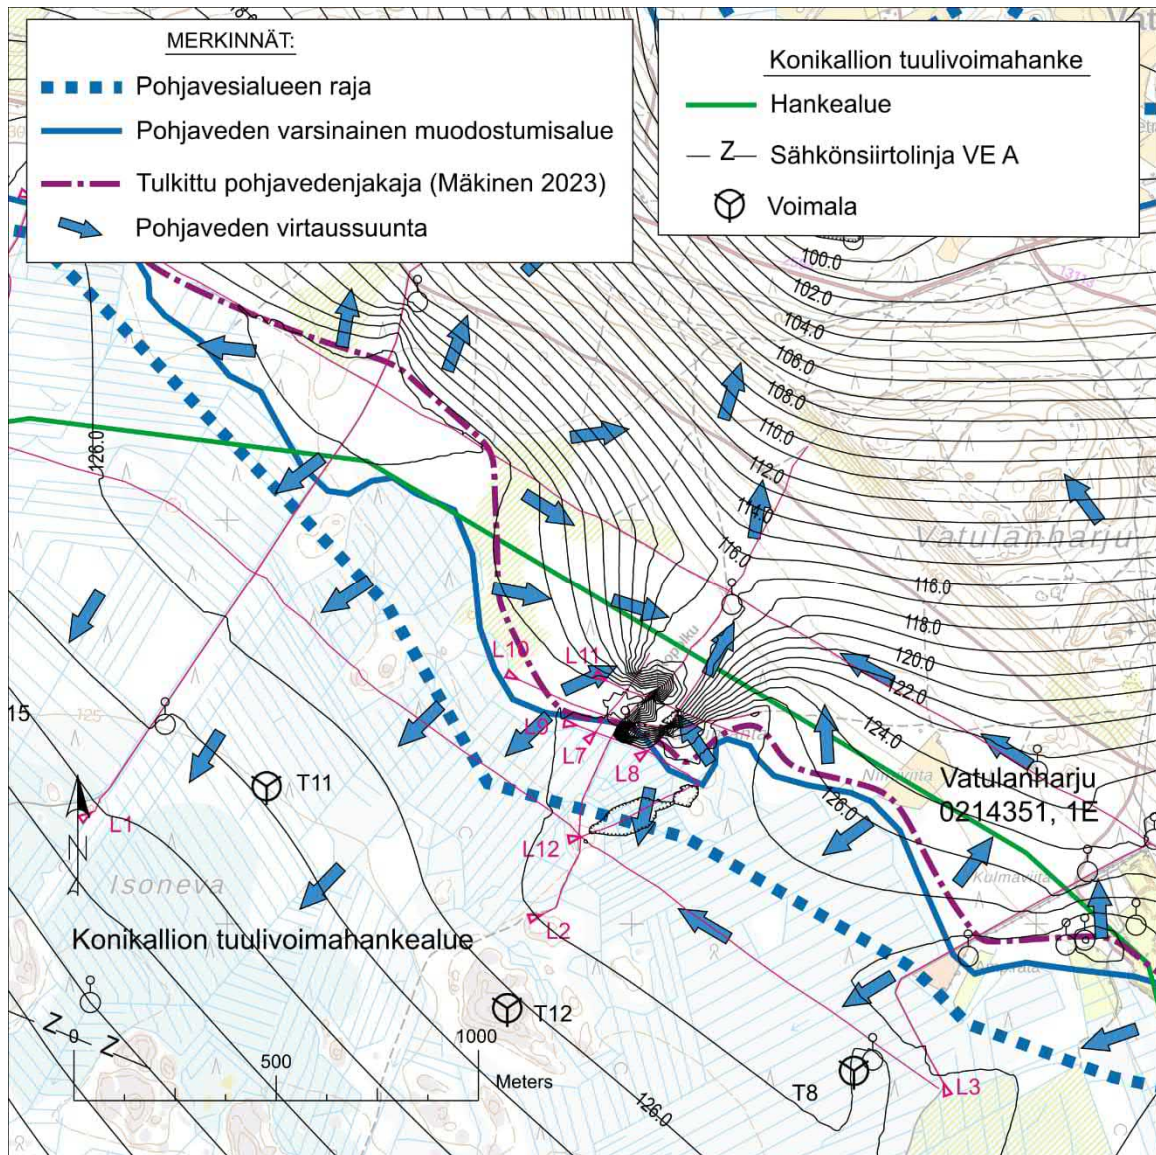 MERKINNÄT:
Pohjavesialueen raja
Pohjaveden varsinainen muodostumisalue
Tulkittu pohjavedenjakaja (Mäkinen 2023)
Pohjaveden virtaussuunta
Konikallion tuulivoimahanke
Hankealue
Z Sähkönsiirtolinja VE A
Voimala
100.0
102.0
104.0
106.0
108.0
110.0
112.0
114.0
116.0
13113
126.0
Vatulanharju
116.0
118.0
120.0
122.0
124.0
126.0
L10
L11
L9
L7
L8
Niiniviita
Vatulanharju
0214351, 1E
15
125
T11
L1
N
L12
Kulmaviita
Isoneva
L2
Konikallion tuulivoimahankealue
T12
Z Z Z
0
500
1000
Meters
T8
L3
126.0